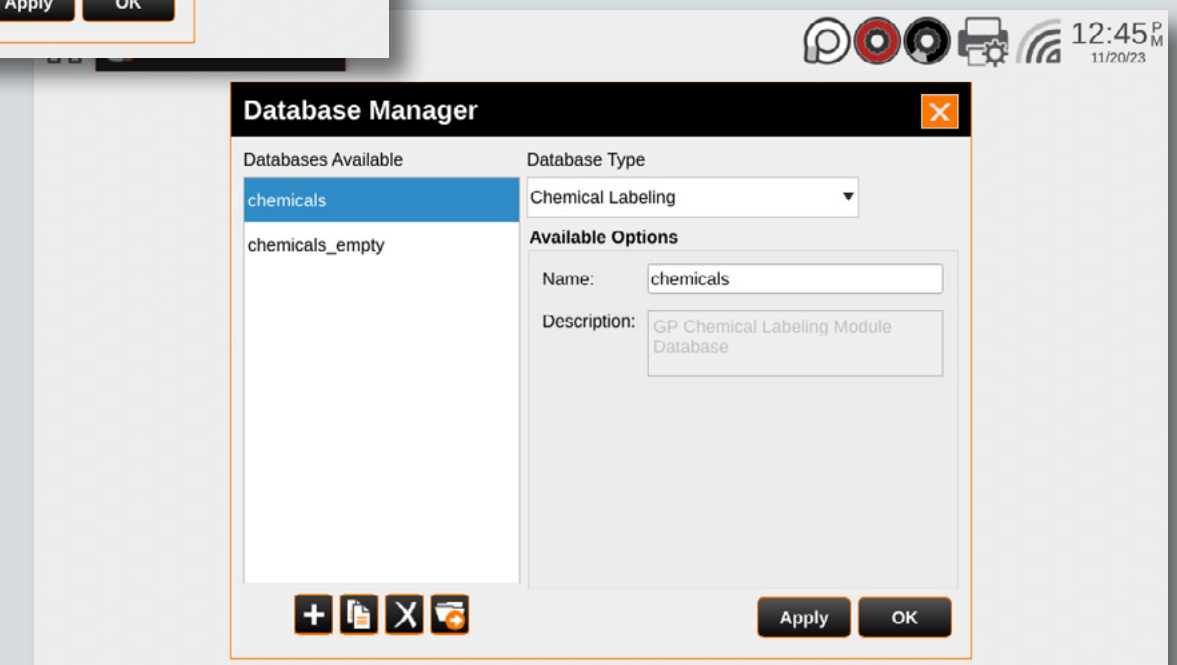 Apply OK
12:45 PM
11/20/23
Database Manager
Databases Available
chemicals
chemicals_empty
Database Type
Chemical Labeling
Available Options
Name: chemicals
Description: GP Chemical Labeling Module
Database
Apply OK